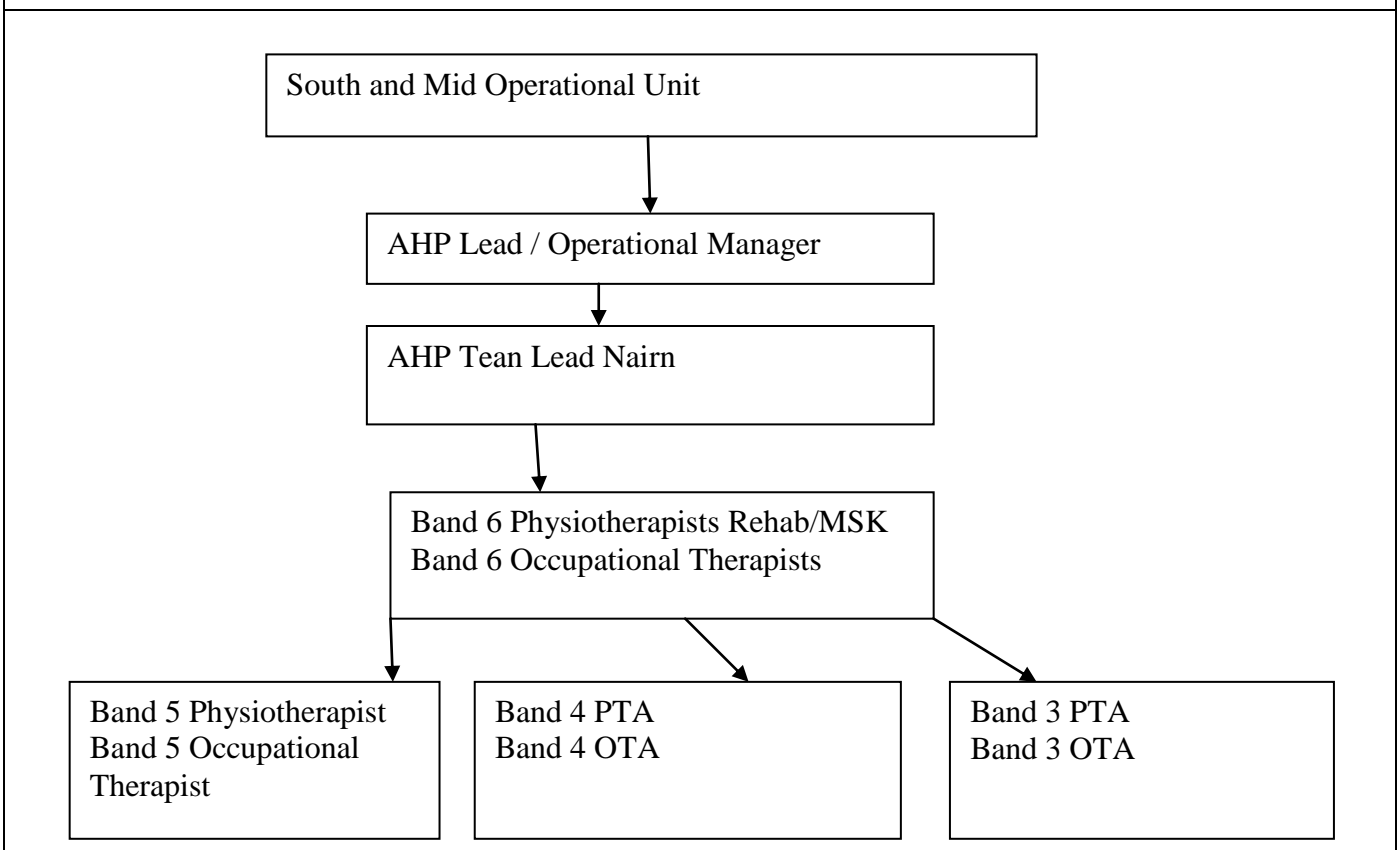 South and Mid Operational Unit
AHP Lead / Operational Manager
AHP Tean Lead Nairn
Band 6 Physiotherapists Rehab/MSK
Band 6 Occupational Therapists
Band 5 Physiotherapist
Band 5 Occupational
Therapist
Band 4 PTA
Band 4 OTA
Band 3 PTA
Band 3 OTA